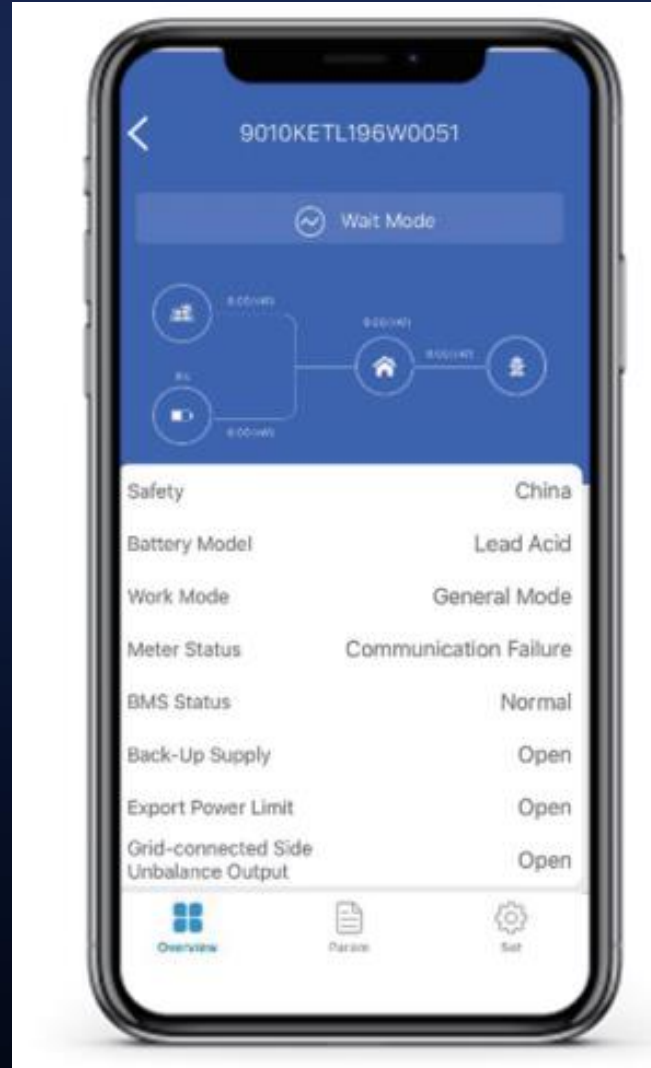 9010KETL196W0051
Wait Mode
Safety
China
Battery Model
Lead Acid
Work Mode
General Mode
Meter Status
Communication Failure
BMS Status
Normal
Back-Up Supply
Open
Export Power Limit
Open
Grid-connected Side
Unbalance Output
Open
Overview
Param
Set